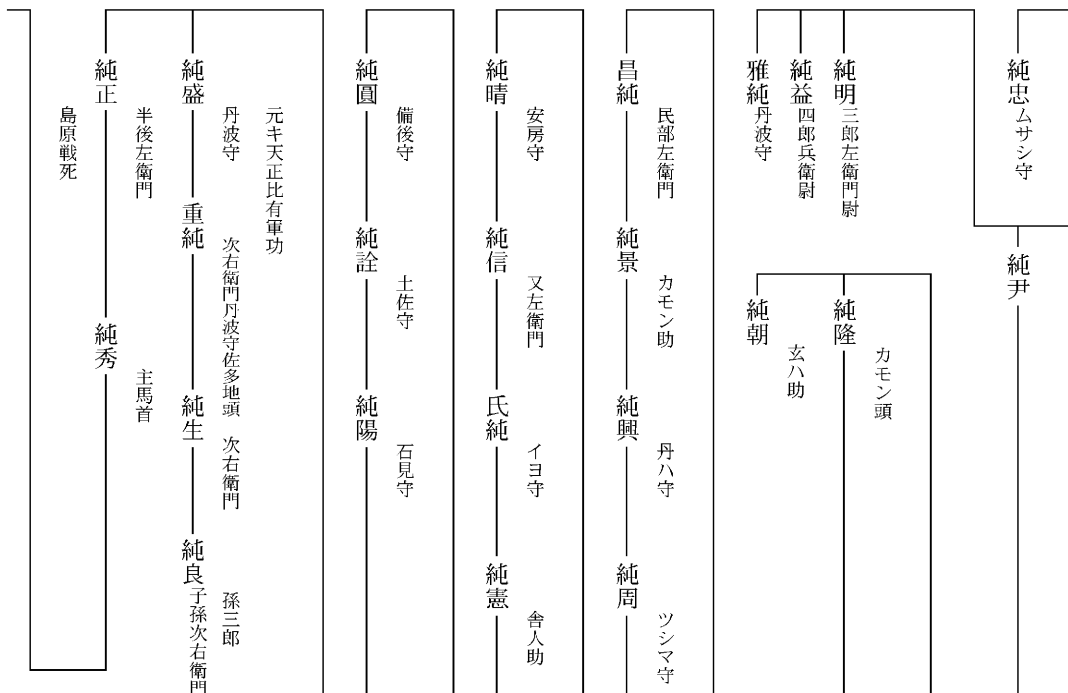 純忠
ムサシ守
純尹
純明
三郎左衛門尉
純益
四郎兵衛尉
雅純
丹波守
純隆
カモン頭
純朝
玄ハ助
昌純
民部左衛門
純景
カモン助
純興
丹ハ守
純周
ツシマ守
純晴
安房守
純信
又左衛門
氏純
イヨ守
純憲
舎人助
純圓
備後守
純詮
土佐守
純陽
石見守
元キ天正比有軍功
純盛
丹波守
重純
次右衛門丹波守佐多地頭
純生
次右衛門
純良
孫三郎
子孫次右衛門
純正
半後左衛門
島原戦死
純秀
主馬首